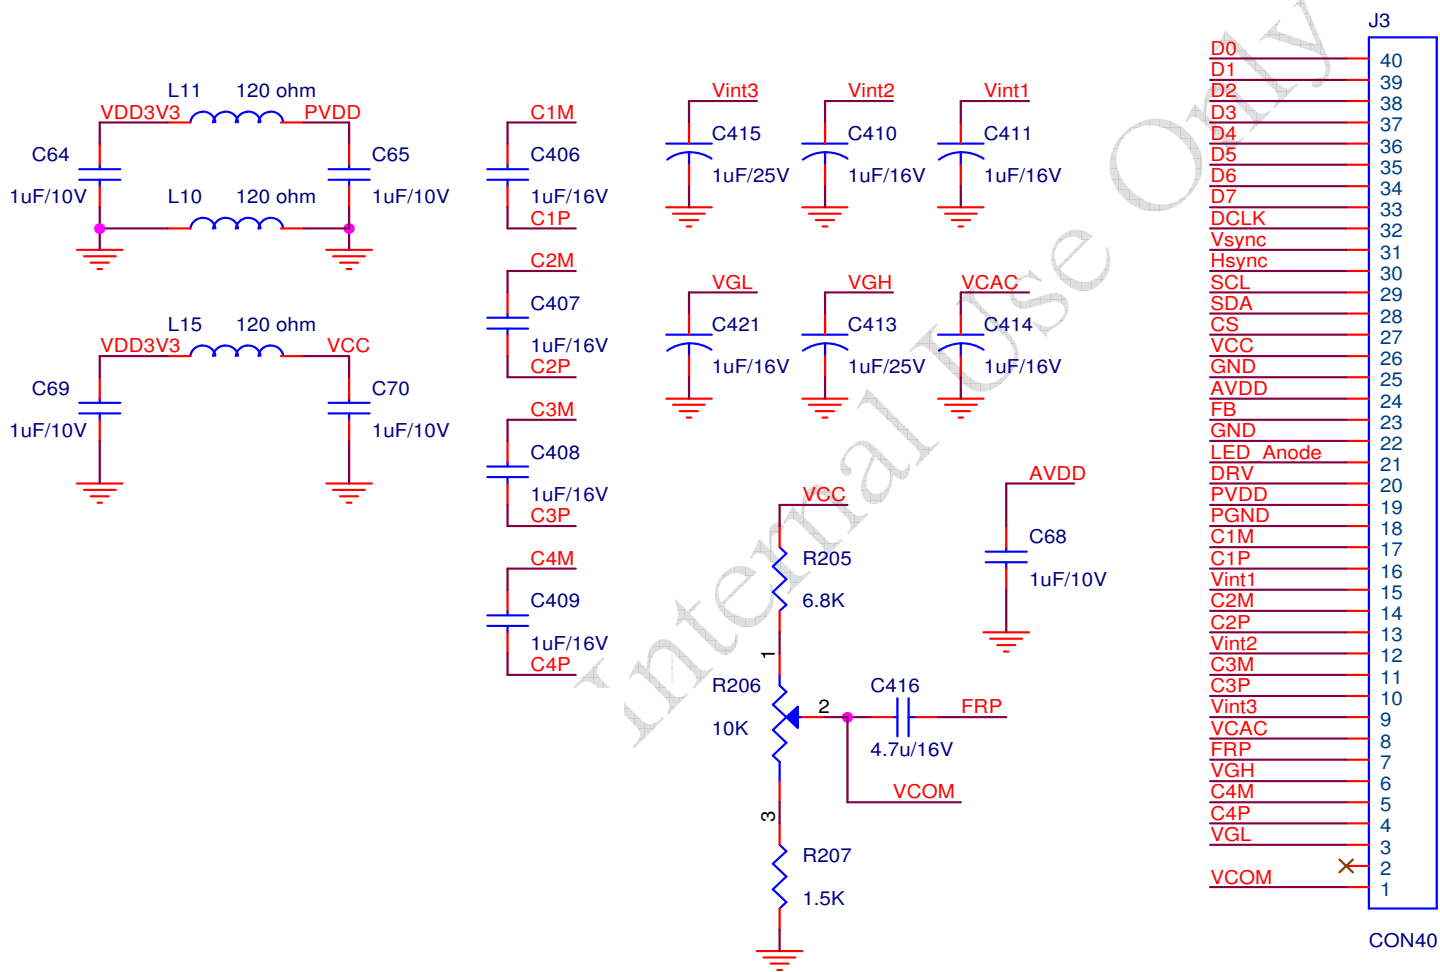 L11 120 ohm
VDD3V3 PVDD
C64
1uF/10V
C65
1uF/10V
L10 120 ohm
L15 120 ohm
VDD3V3 VCC
C69
1uF/10V
C70
1uF/10V
C1M
C406
1uF/16V
C1P
C2M
C407
1uF/16V
C2P
C3M
C408
1uF/16V
C3P
C4M
C409
1uF/16V
C4P
Vint3
C415
1uF/25V
Vint2
C410
1uF/16V
Vint1
C411
1uF/16V
VGL
C421
1uF/16V
VGH
C413
1uF/25V
VCAC
C414
1uF/16V
VCC
R205
6.8K
1
R206
10K
2
C416
4.7u/16V
FRP
VCOM
3
R207
1.5K
AVDD
C68
1uF/10V
J3
D0 40
D1 39
D2 38
D3 37
D4 36
D5 35
D6 34
D7 33
DCLK 32
Vsync 31
Hsync 30
SCL 29
SDA 28
CS 27
VCC 26
GND 25
AVDD 24
FB 23
GND 22
LED Anode 21
DRV 20
PVDD 19
PGND 18
C1M 17
C1P 16
Vint1 15
C2M 14
C2P 13
Vint2 12
C3M 11
C3P 10
Vint3 9
VCAC 8
FRP 7
VGH 6
C4M 5
C4P 4
VGL 3
2
VCOM 1
CON40
Internal Use Only